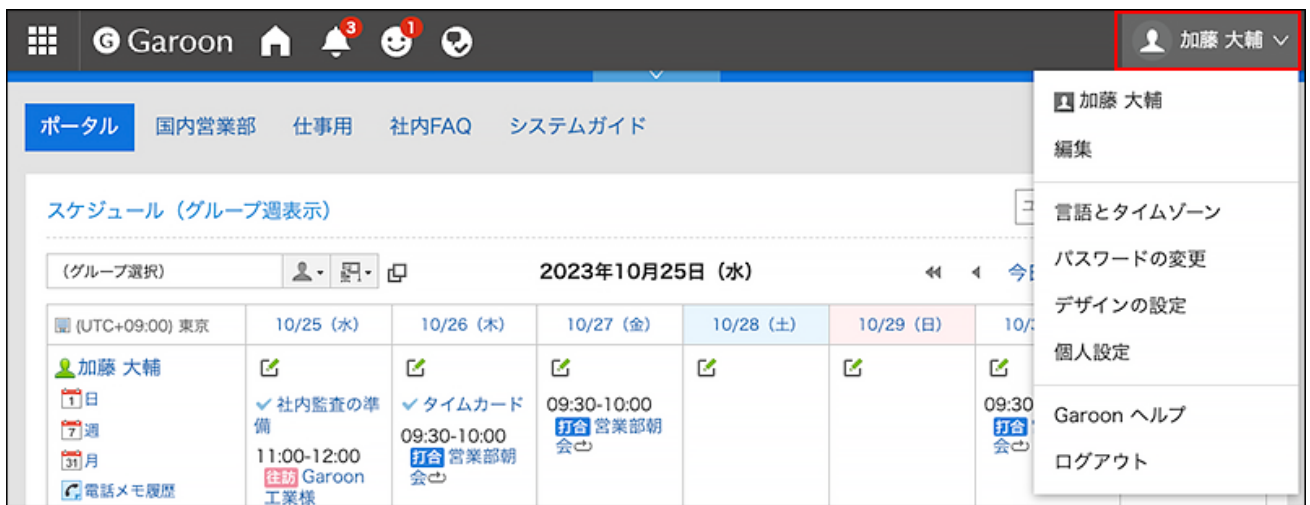 Garoon 3 1 加藤 大輔
加藤 大輔
編集
言語とタイムゾーン
パスワードの変更
デザインの設定
個人設定
Garoon ヘルプ
ログアウト
ポータル 国内営業部 仕事用 社内FAQ システムガイド
スケジュール（グループ週表示）
（グループ選択） 2023年10月25日（水）
(UTC+09:00) 東京 10/25（水） 10/26（木） 10/27（金） 10/28（土） 10/29（日）
加藤 大輔
1 日
7 週
31 月
電話メモ履歴
社内監査の準
備
11:00-12:00
往訪 Garoon
工業様
タイムカード
09:30-10:00
打合 営業部朝
会
09:30-10:00
打合 営業部朝
会
09:30
打合
会